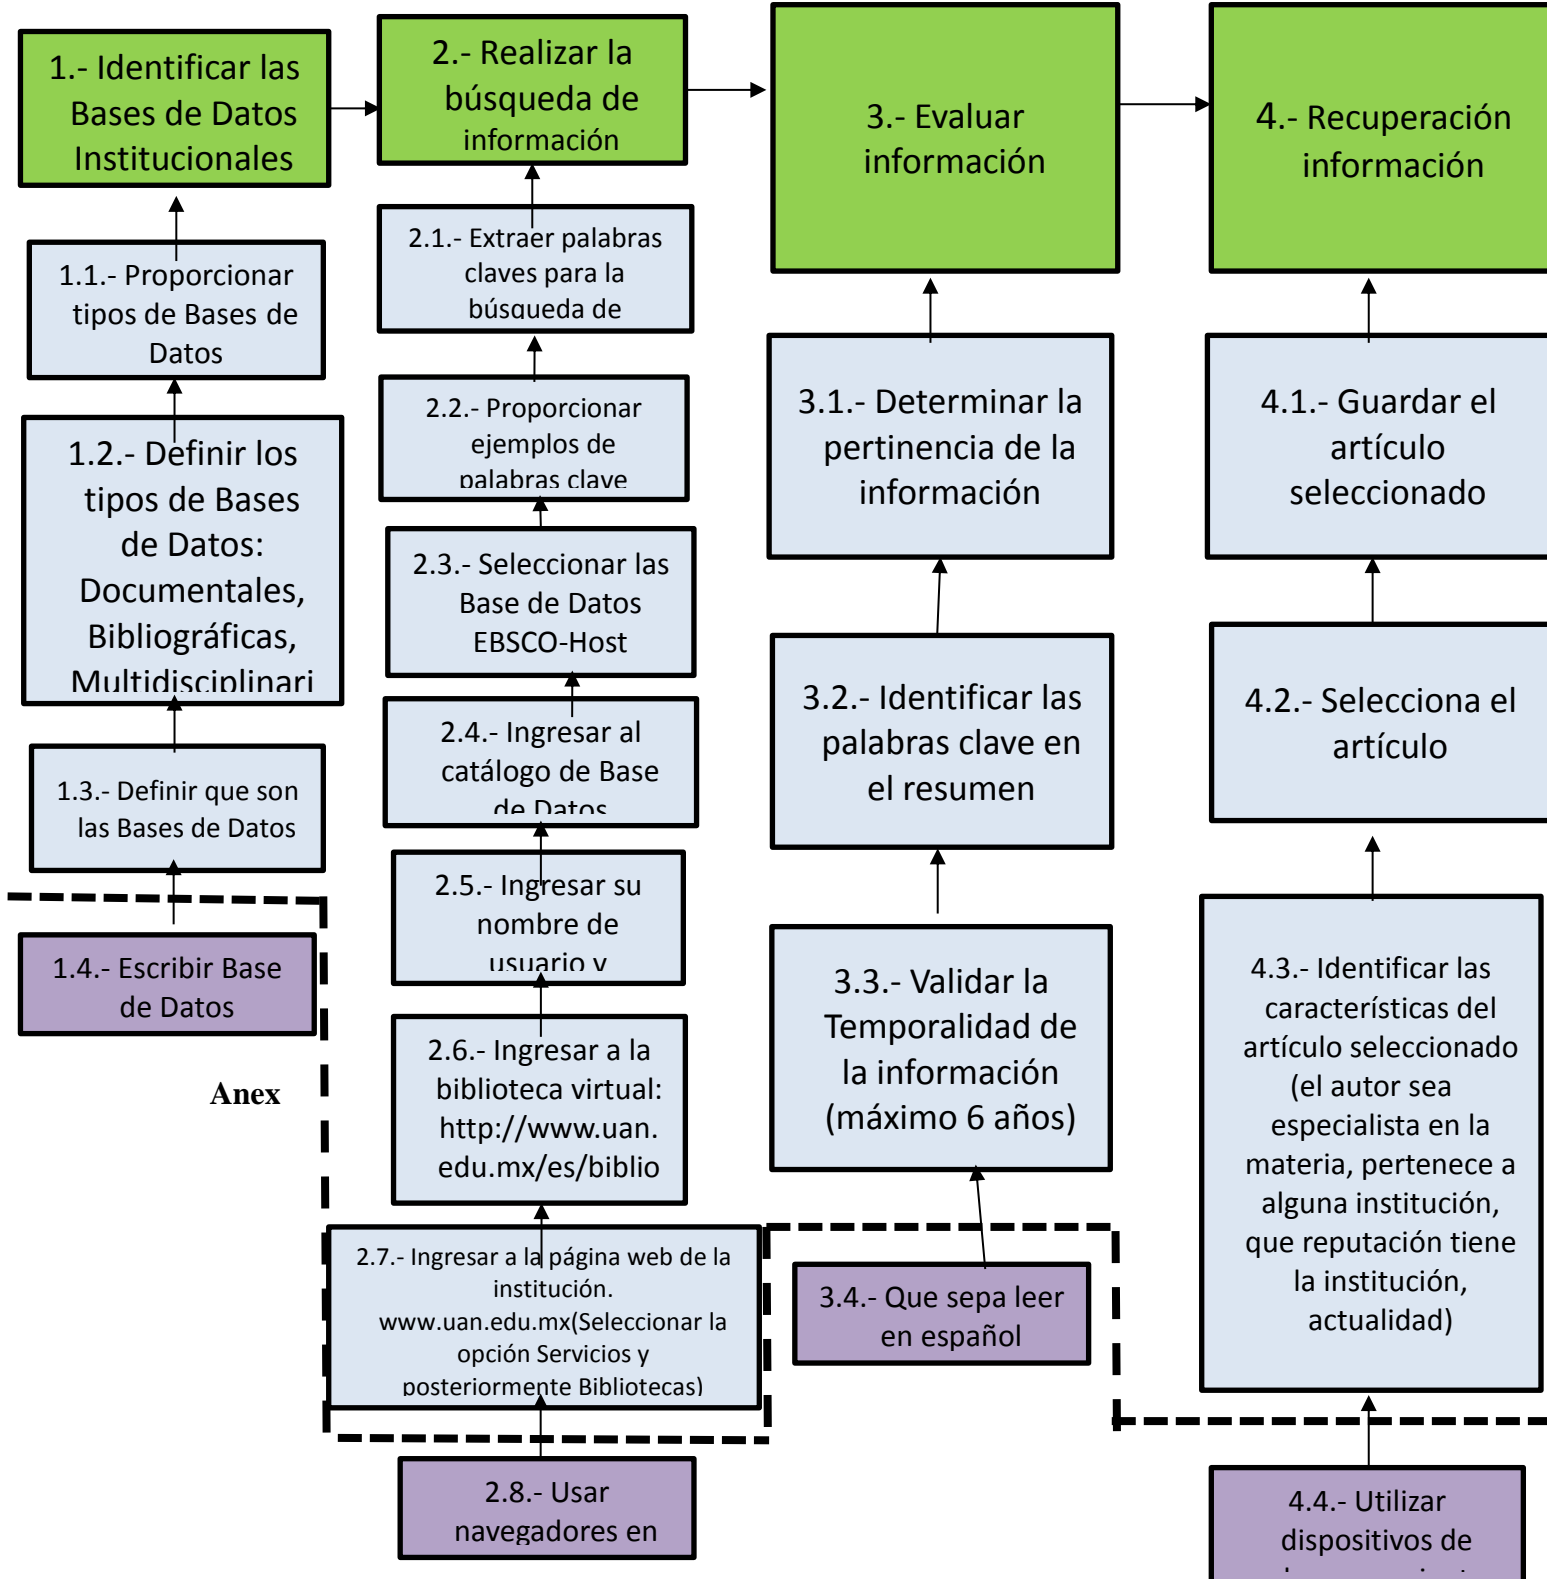 1.- Identificar las
Bases de Datos
Institucionales
1.1.- Proporcionar
tipos de Bases de
Datos
1.2.- Definir los
tipos de Bases
de Datos:
Documentales,
Bibliográficas,
Multidisciplinari
1.3.- Definir que son
las Bases de Datos
1.4.- Escribir Base
de Datos
Anex
2.- Realizar la
búsqueda de
información
2.1.- Extraer palabras
claves para la
búsqueda de
2.2.- Proporcionar
ejemplos de
palabras clave
2.3.- Seleccionar las
Base de Datos
EBSCO-Host
2.4.- Ingresar al
catálogo de Base
de Datos
2.5.- Ingresar su
nombre de
usuario y
2.6.- Ingresar a la
biblioteca virtual:
http://www.uan.
edu.mx/es/biblio
2.7.- Ingresar a la página web de la
institución.
www.uan.edu.mx(Seleccionar la
opción Servicios y
posteriormente Bibliotecas)
2.8.- Usar
navegadores en
3.- Evaluar
información
3.1.- Determinar la
pertinencia de la
información
3.2.- Identificar las
palabras clave en
el resumen
3.3.- Validar la
Temporalidad de
la información
(máximo 6 años)
3.4.- Que sepa leer
en español
4.- Recuperación
información
4.1.- Guardar el
artículo
seleccionado
4.2.- Selecciona el
artículo
4.3.- Identificar las
característícas del
artículo seleccionado
(el autor sea
especialista en la
materia, pertenece a
alguna institución,
que reputación tiene
la institución,
actualidad)
4.4.- Utilizar
dispositivos de